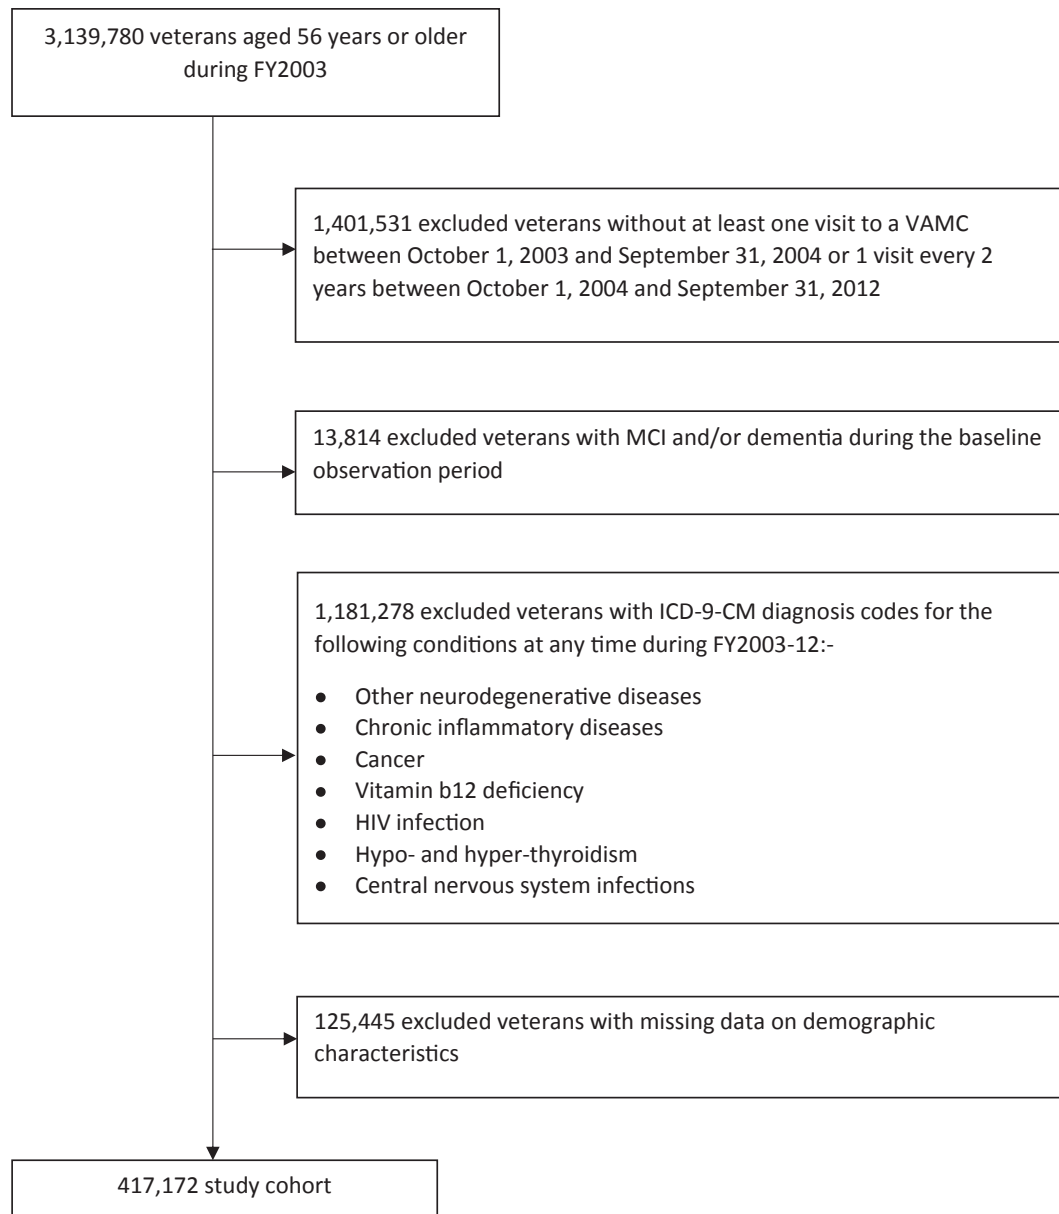 3,139,780 veterans aged 56 years or older
during FY2003
1,401,531 excluded veterans without at least one visit to a VAMC
between October 1, 2003 and September 31, 2004 or 1 visit every 2
years between October 1, 2004 and September 31, 2012
13,814 excluded veterans with MCI and/or dementia during the baseline
observation period
1,181,278 excluded veterans with ICD-9-CM diagnosis codes for the
following conditions at any time during FY2003-12:-
● Other neurodegenerative diseases
● Chronic inflammatory diseases
● Cancer
● Vitamin b12 deficiency
● HIV infection
● Hypo- and hyper-thyroidism
● Central nervous system infections
125,445 excluded veterans with missing data on demographic
characteristics
417,172 study cohort